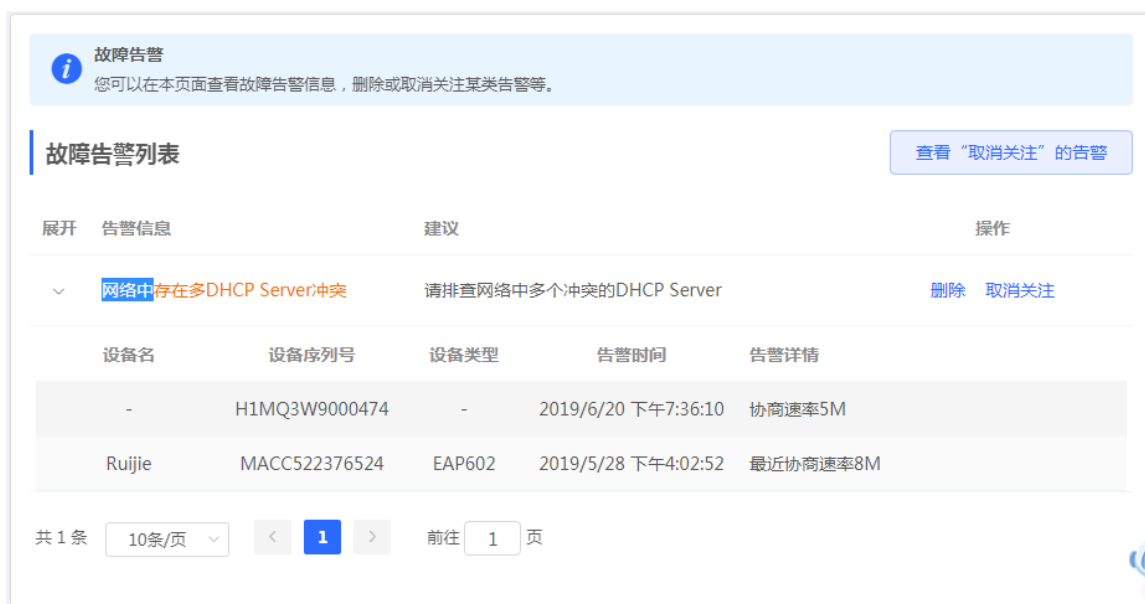 故障告警
您可以在本页面查看故障告警信息，删除或取消关注某类告警等。
故障告警列表
查看“取消关注”的告警
展开 告警信息 建议 操作
网络中存在多DHCP Server冲突 请排查网络中多个冲突的DHCP Server 删除 取消关注
设备名 设备序列号 设备类型 告警时间 告警详情
- H1MQ3W9000474 - 2019/6/20 下午7:36:10 协商速率5M
Ruijie MACC522376524 EAP602 2019/5/28 下午4:02:52 最近协商速率8M
共 1 条 10条/页 < 1 > 前往 1 页